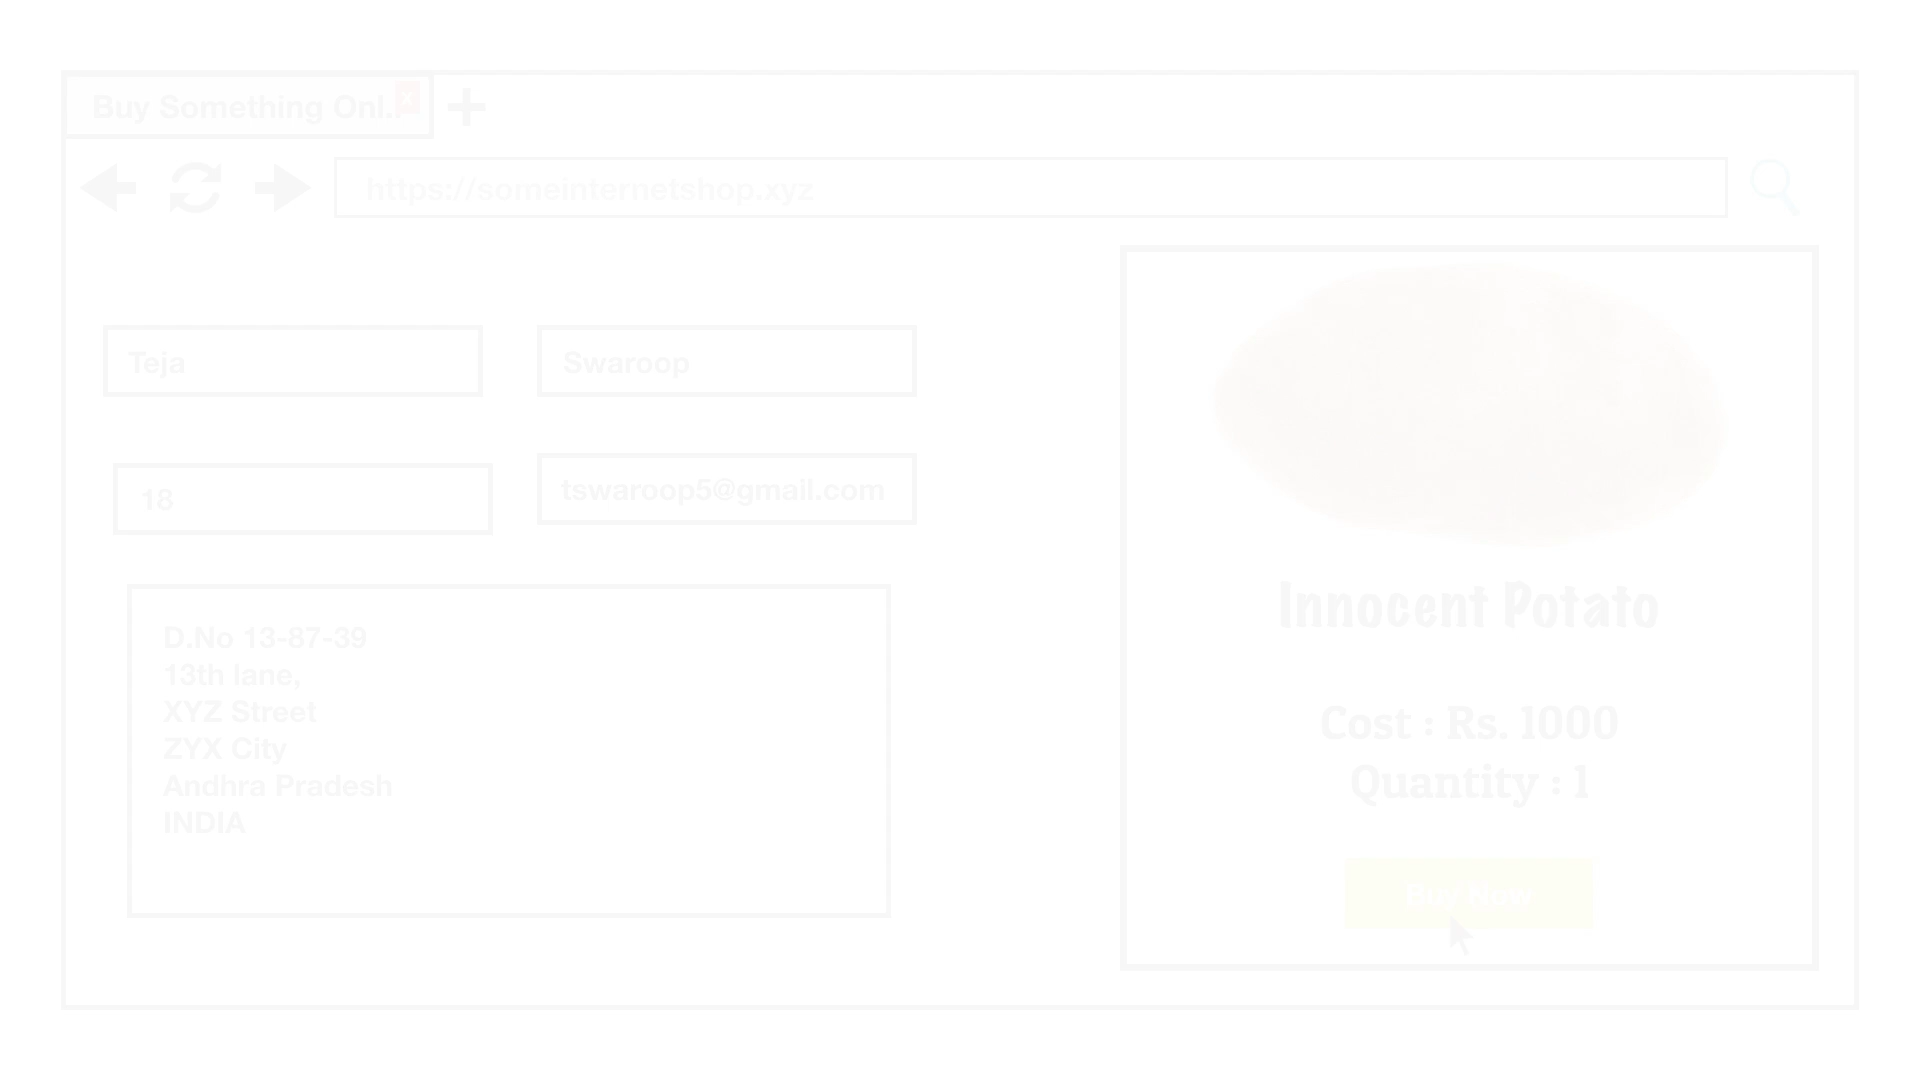 Buy Something Onl..
https://someinternetshop.xyz
Teja
Swaroop
18
tswaroop5@gmail.com
D.No 13-87-39
13th lane,
XYZ Street
ZYX City
Andhra Pradesh
INDIA
Innocent Potato
Cost : Rs. 1000
Quantity : 1
Buy Now